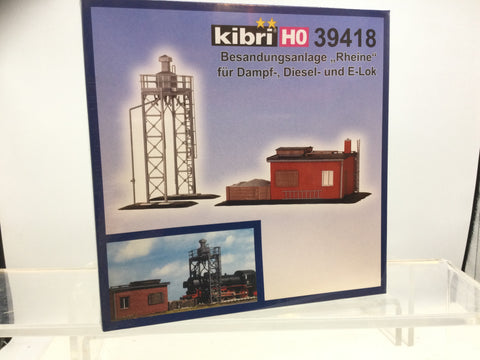 kibri H0 39418
Besandungsanlage „Rheine“
für Dampf-, Diesel- und E-Lok